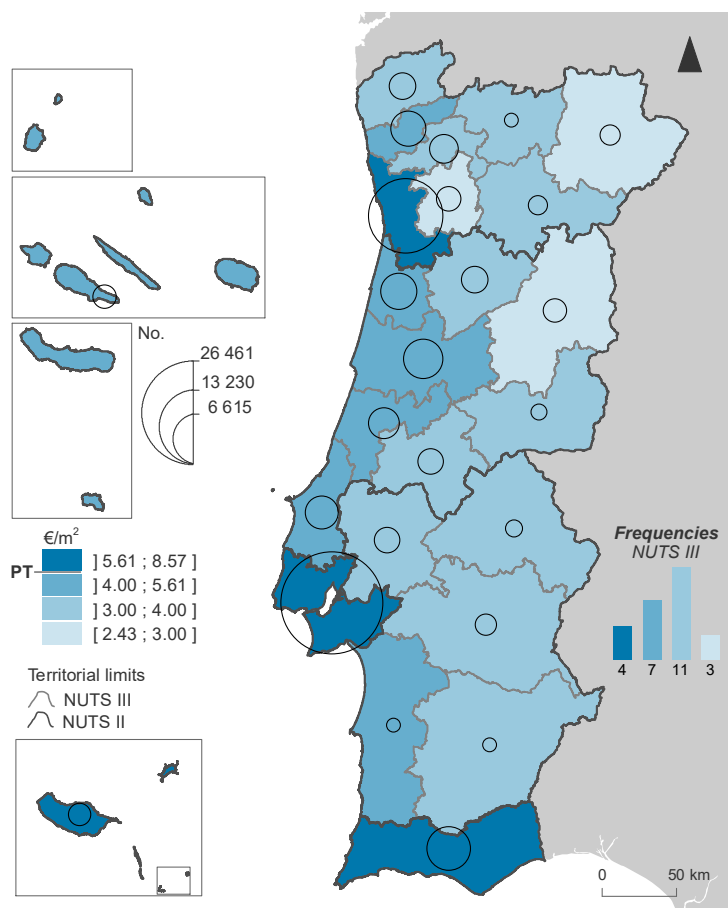 No.
26 461
13 230
6 615
€/m²
PT
] 5.61 ; 8.57 ]
] 4.00 ; 5.61 ]
] 3.00 ; 4.00 ]
[ 2.43 ; 3.00 ]
Territorial limits
NUTS III
NUTS II
Frequencies
NUTS III
4 7 11 3
0 50 km